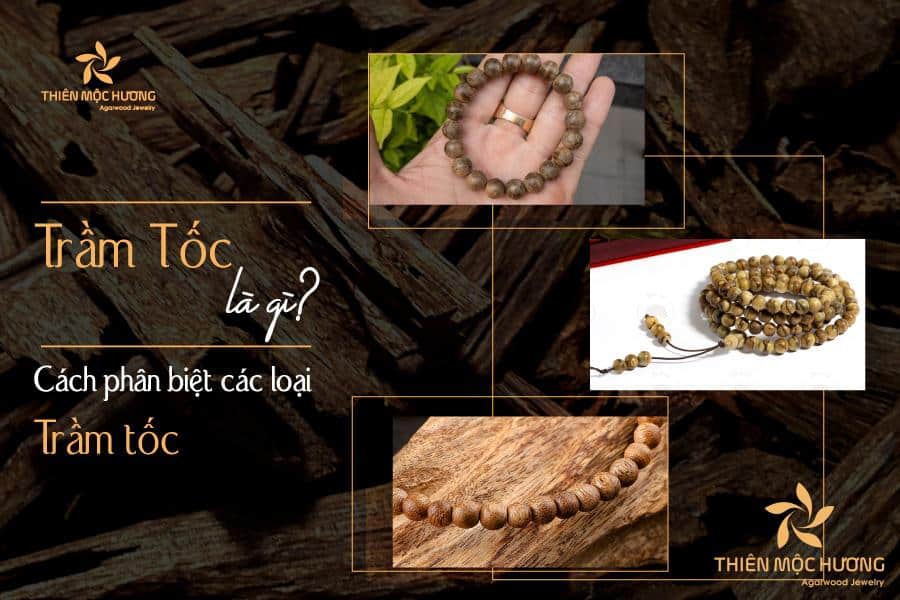 THIÊN MỘC HƯƠNG
Agarwood Jewelry
Trầm Tốc
là gì?
Cách phân biệt các loại
Trầm tốc
THIÊN MỘC HƯƠNG
Agarwood Jewelry